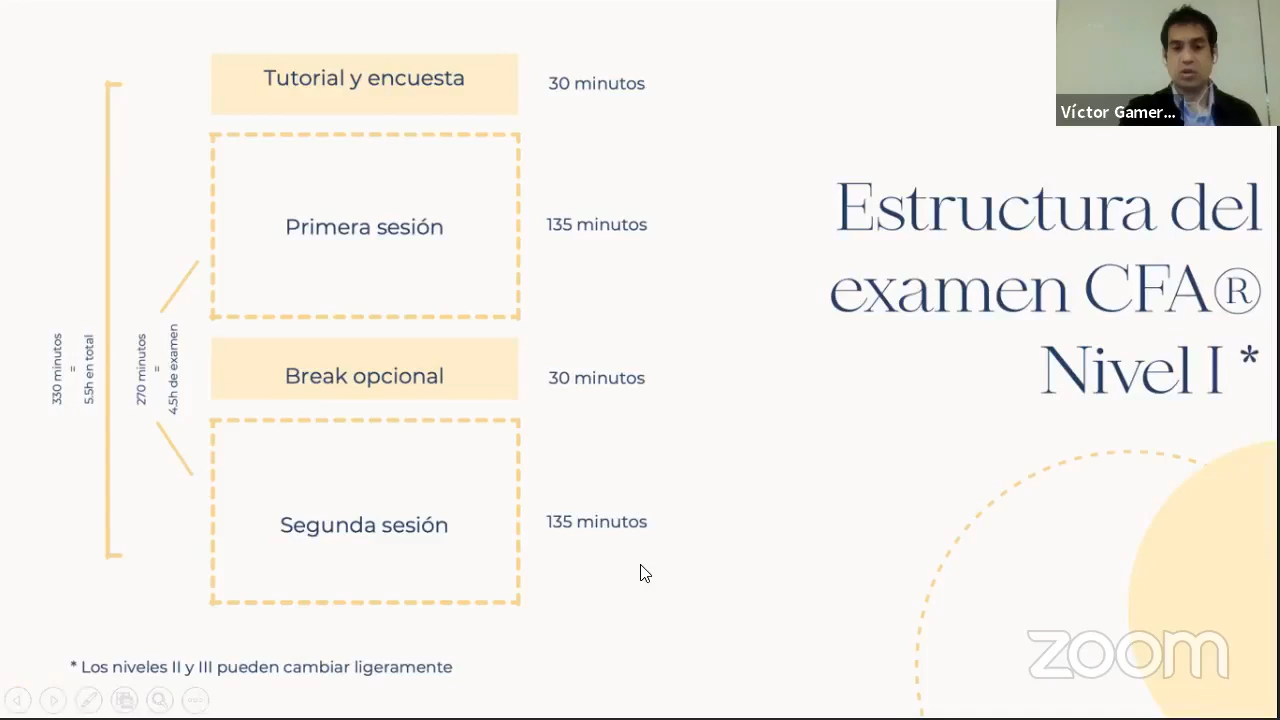 Tutorial y encuesta
30 minutos
Primera sesión
135 minutos
Break opcional
30 minutos
Segunda sesión
135 minutos
330 minutos
=
5.5h en total
270 minutos
=
4.5h de examen
* Los niveles II y III pueden cambiar ligeramente
Víctor Gamer...
Estructura del
examen CFA®
Nivel I *
zoom